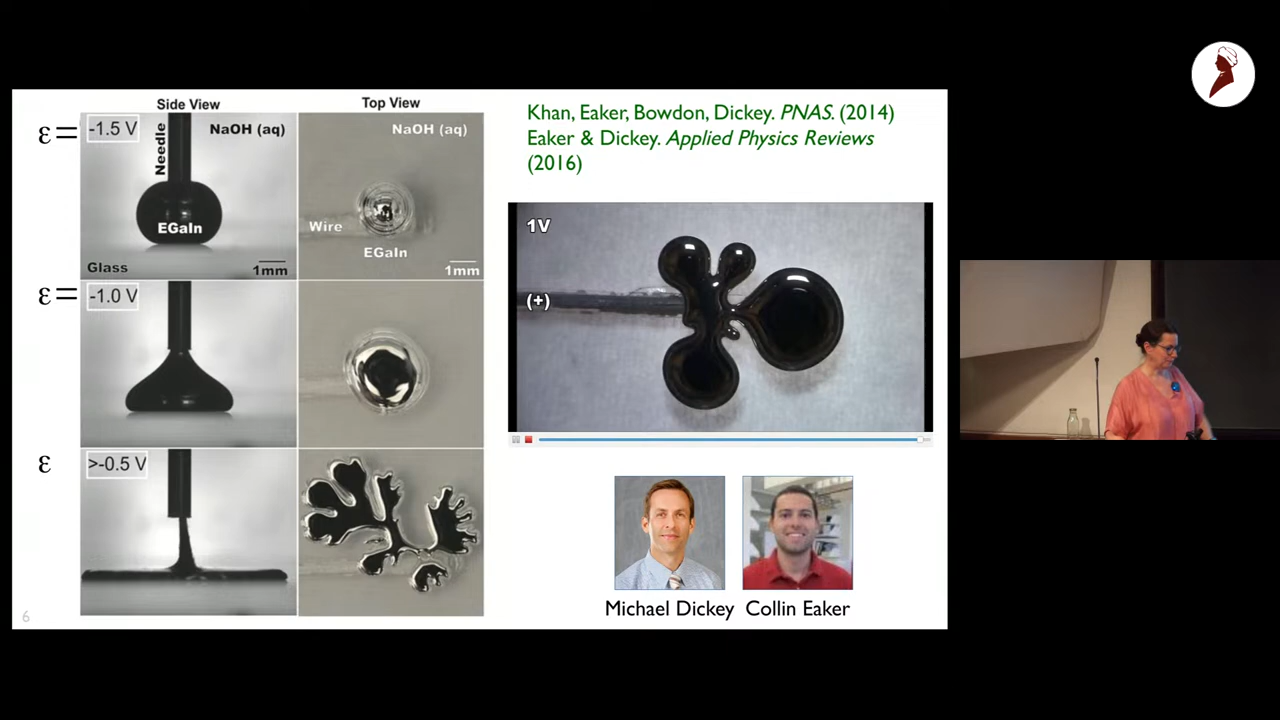 Side View
Top View
ε=
-1.5 V
Needle
NaOH (aq)
EGaIn
Glass
1mm
NaOH (aq)
Wire
EGaIn
1mm
ε=
-1.0 V
ε
>-0.5 V
6
Khan, Eaker, Bowdon, Dickey. PNAS. (2014)
Eaker & Dickey. Applied Physics Reviews
(2016)
1V
(+)
Michael Dickey
Collin Eaker